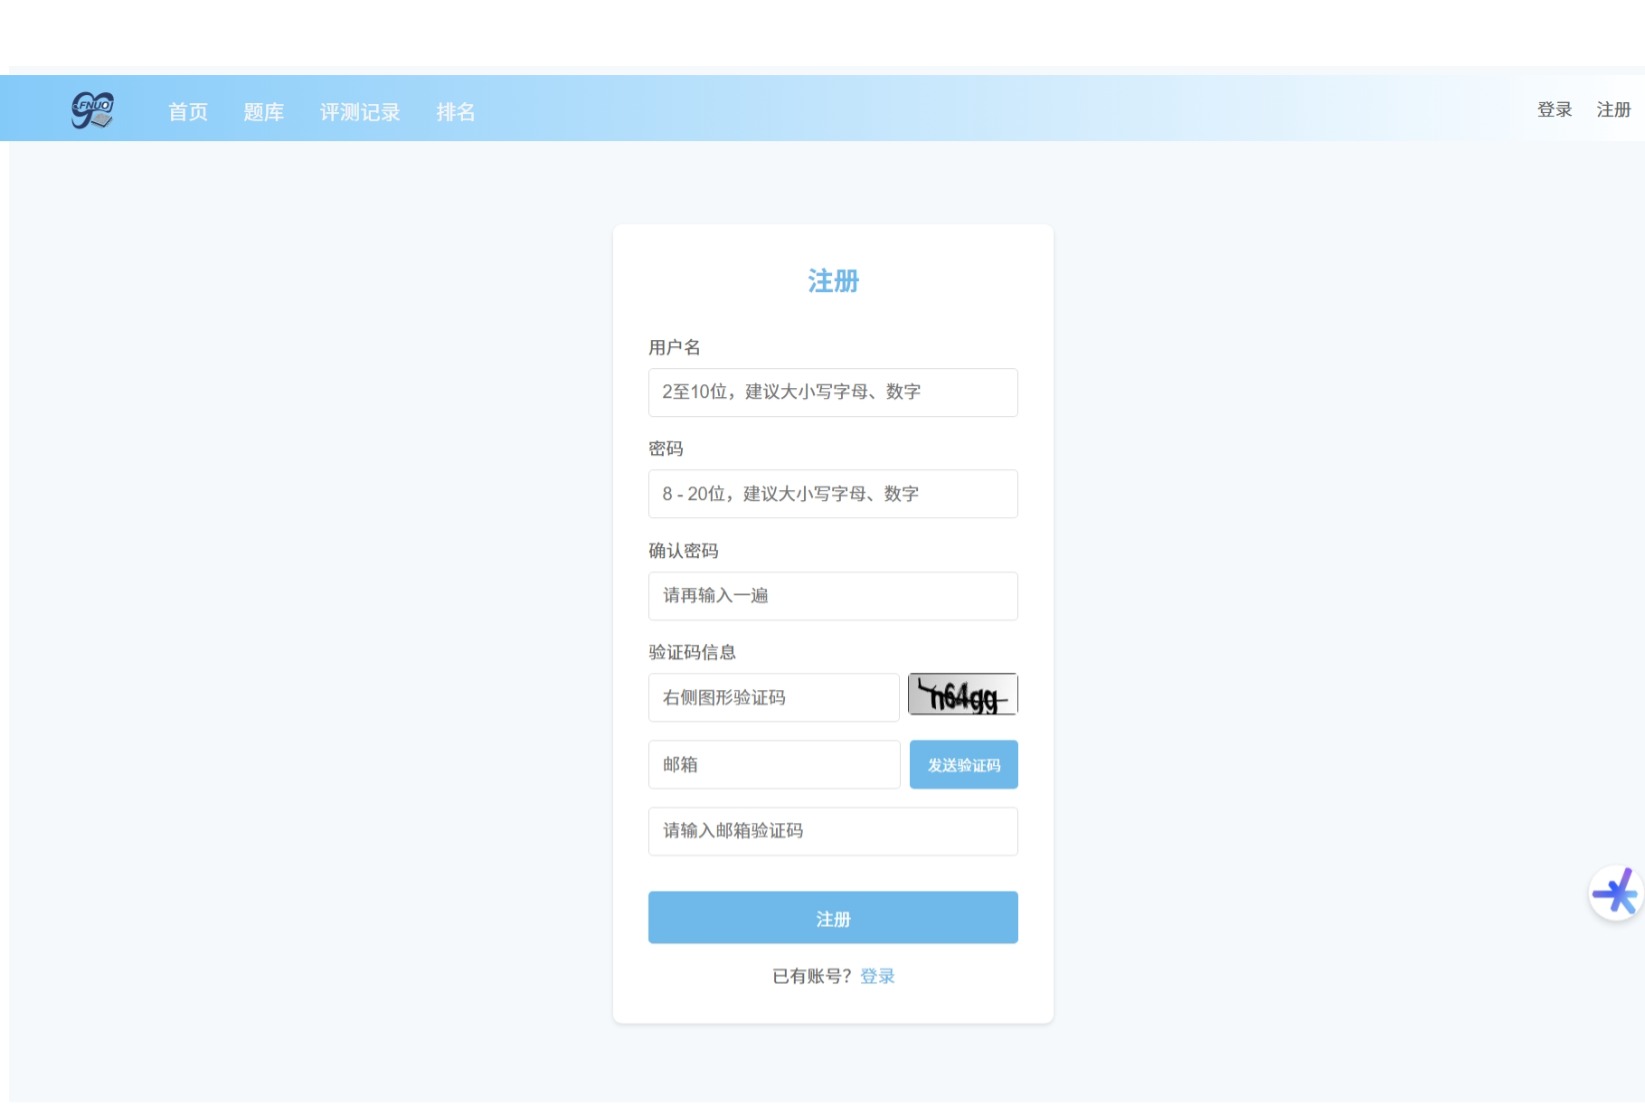 QFNUOJ
首页 题库 评测记录 排名 登录 注册
注册
用户名
2至10位，建议大小写字母、数字
密码
8 - 20位，建议大小写字母、数字
确认密码
请再输入一遍
验证码信息
右侧图形验证码 n64gg
邮箱 发送验证码
请输入邮箱验证码
注册
已有账号？登录